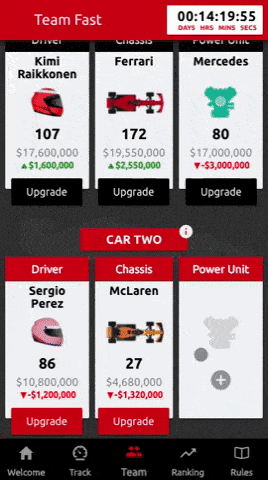 Team Fast
00:14:19:55
DAYS HRS MINS SECS
Driver Chassis Power Unit
Kimi Raikkonen Ferrari Mercedes
107 172 80
$17,600,000 $19,550,000 $17,000,000
▲$1,600,000 ▲$2,550,000 ▼-$3,000,000
Upgrade Upgrade Upgrade
CAR TWO i
Driver Chassis Power Unit
Sergio Perez McLaren
86 27
$10,800,000 $4,680,000
▼-$1,200,000 ▼-$1,320,000
Upgrade Upgrade
Welcome Track Team Ranking Rules